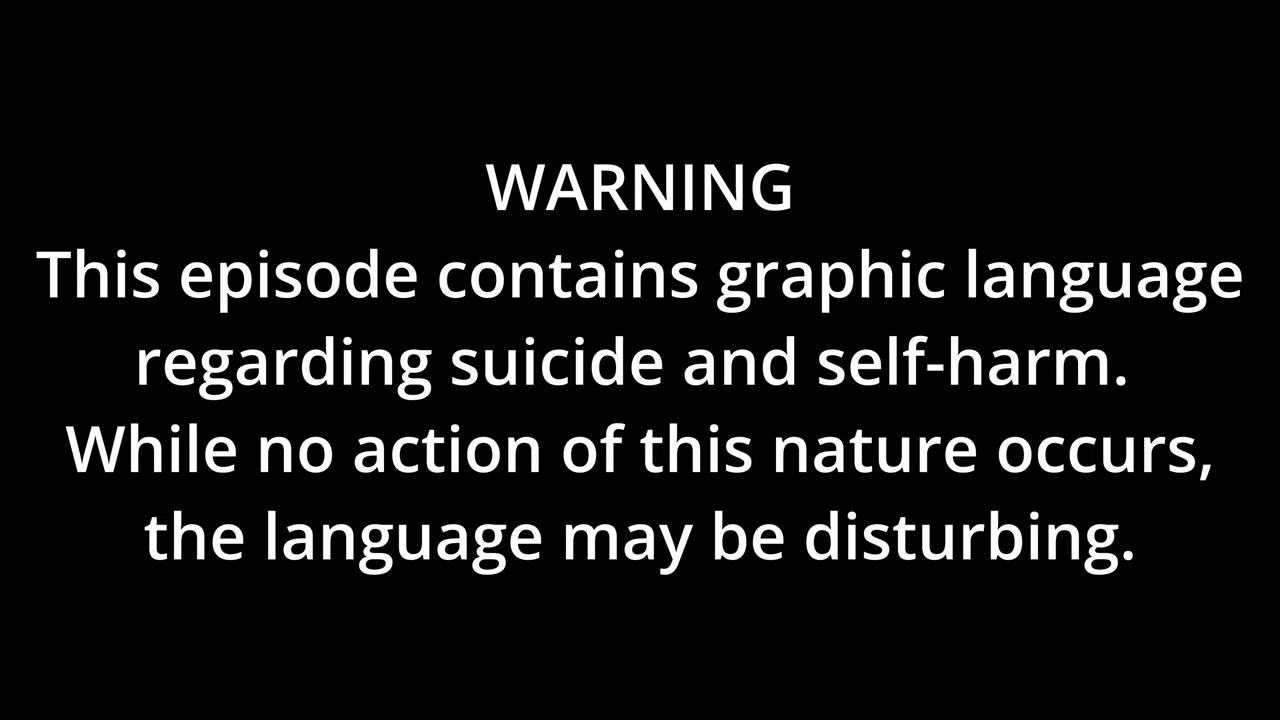 WARNING
This episode contains graphic language
regarding suicide and self-harm.
While no action of this nature occurs,
the language may be disturbing.